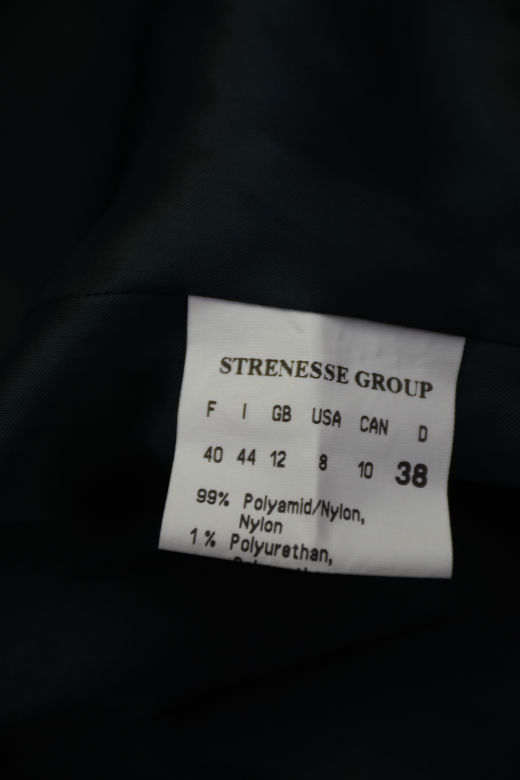 STRENESSE GROUP
F I GB USA CAN D
40 44 12 8 10 38
99% Polyamid/Nylon,
Nylon
1% Polyurethan,